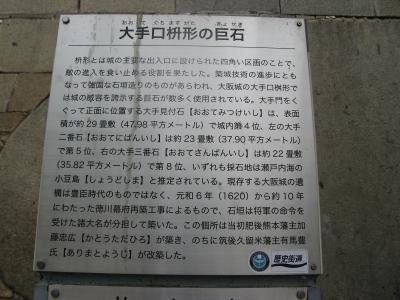 おおてぐちますがた きょせき
大手口枡形の巨石
枡形とは城の主要な出入口に設けられた四角い区画のことで、
敵の進入を食い止める役割を果たした。築城技術の進歩にとも
なって強固な石垣造りのものがあらわれ、大阪城の大手口枡形で
は城の威容を誇示する巨石が数多く使用されている。大手門をく
ぐって正面に位置する大手見付石【おおてみつけいし】は、表面
積が約29畳敷（47.98平方メートル）で城内第4位、左の大手
二番石【おおてにばんいし】は約23畳敷（37.90平方メートル）
で第5位、右の大手三番石【おおてさんばんいし】は約22畳敷
（35.82平方メートル）で第8位、いずれも採石地は瀬戸内海の
小豆島【しょうどしま】と推定されている。現存する大阪城の遺
構は豊臣時代のものではなく、元和6年（1620）から約10年
にわたった徳川幕府再築工事によるもので、石垣は将軍の命令を
受けた諸大名が分担して築いた。この個所は当初肥後熊本藩主加
藤忠広【かとうただひろ】が築き、のちに筑後久留米藩主有馬豊
氏【ありまとようじ】が改築した。
歴史街道